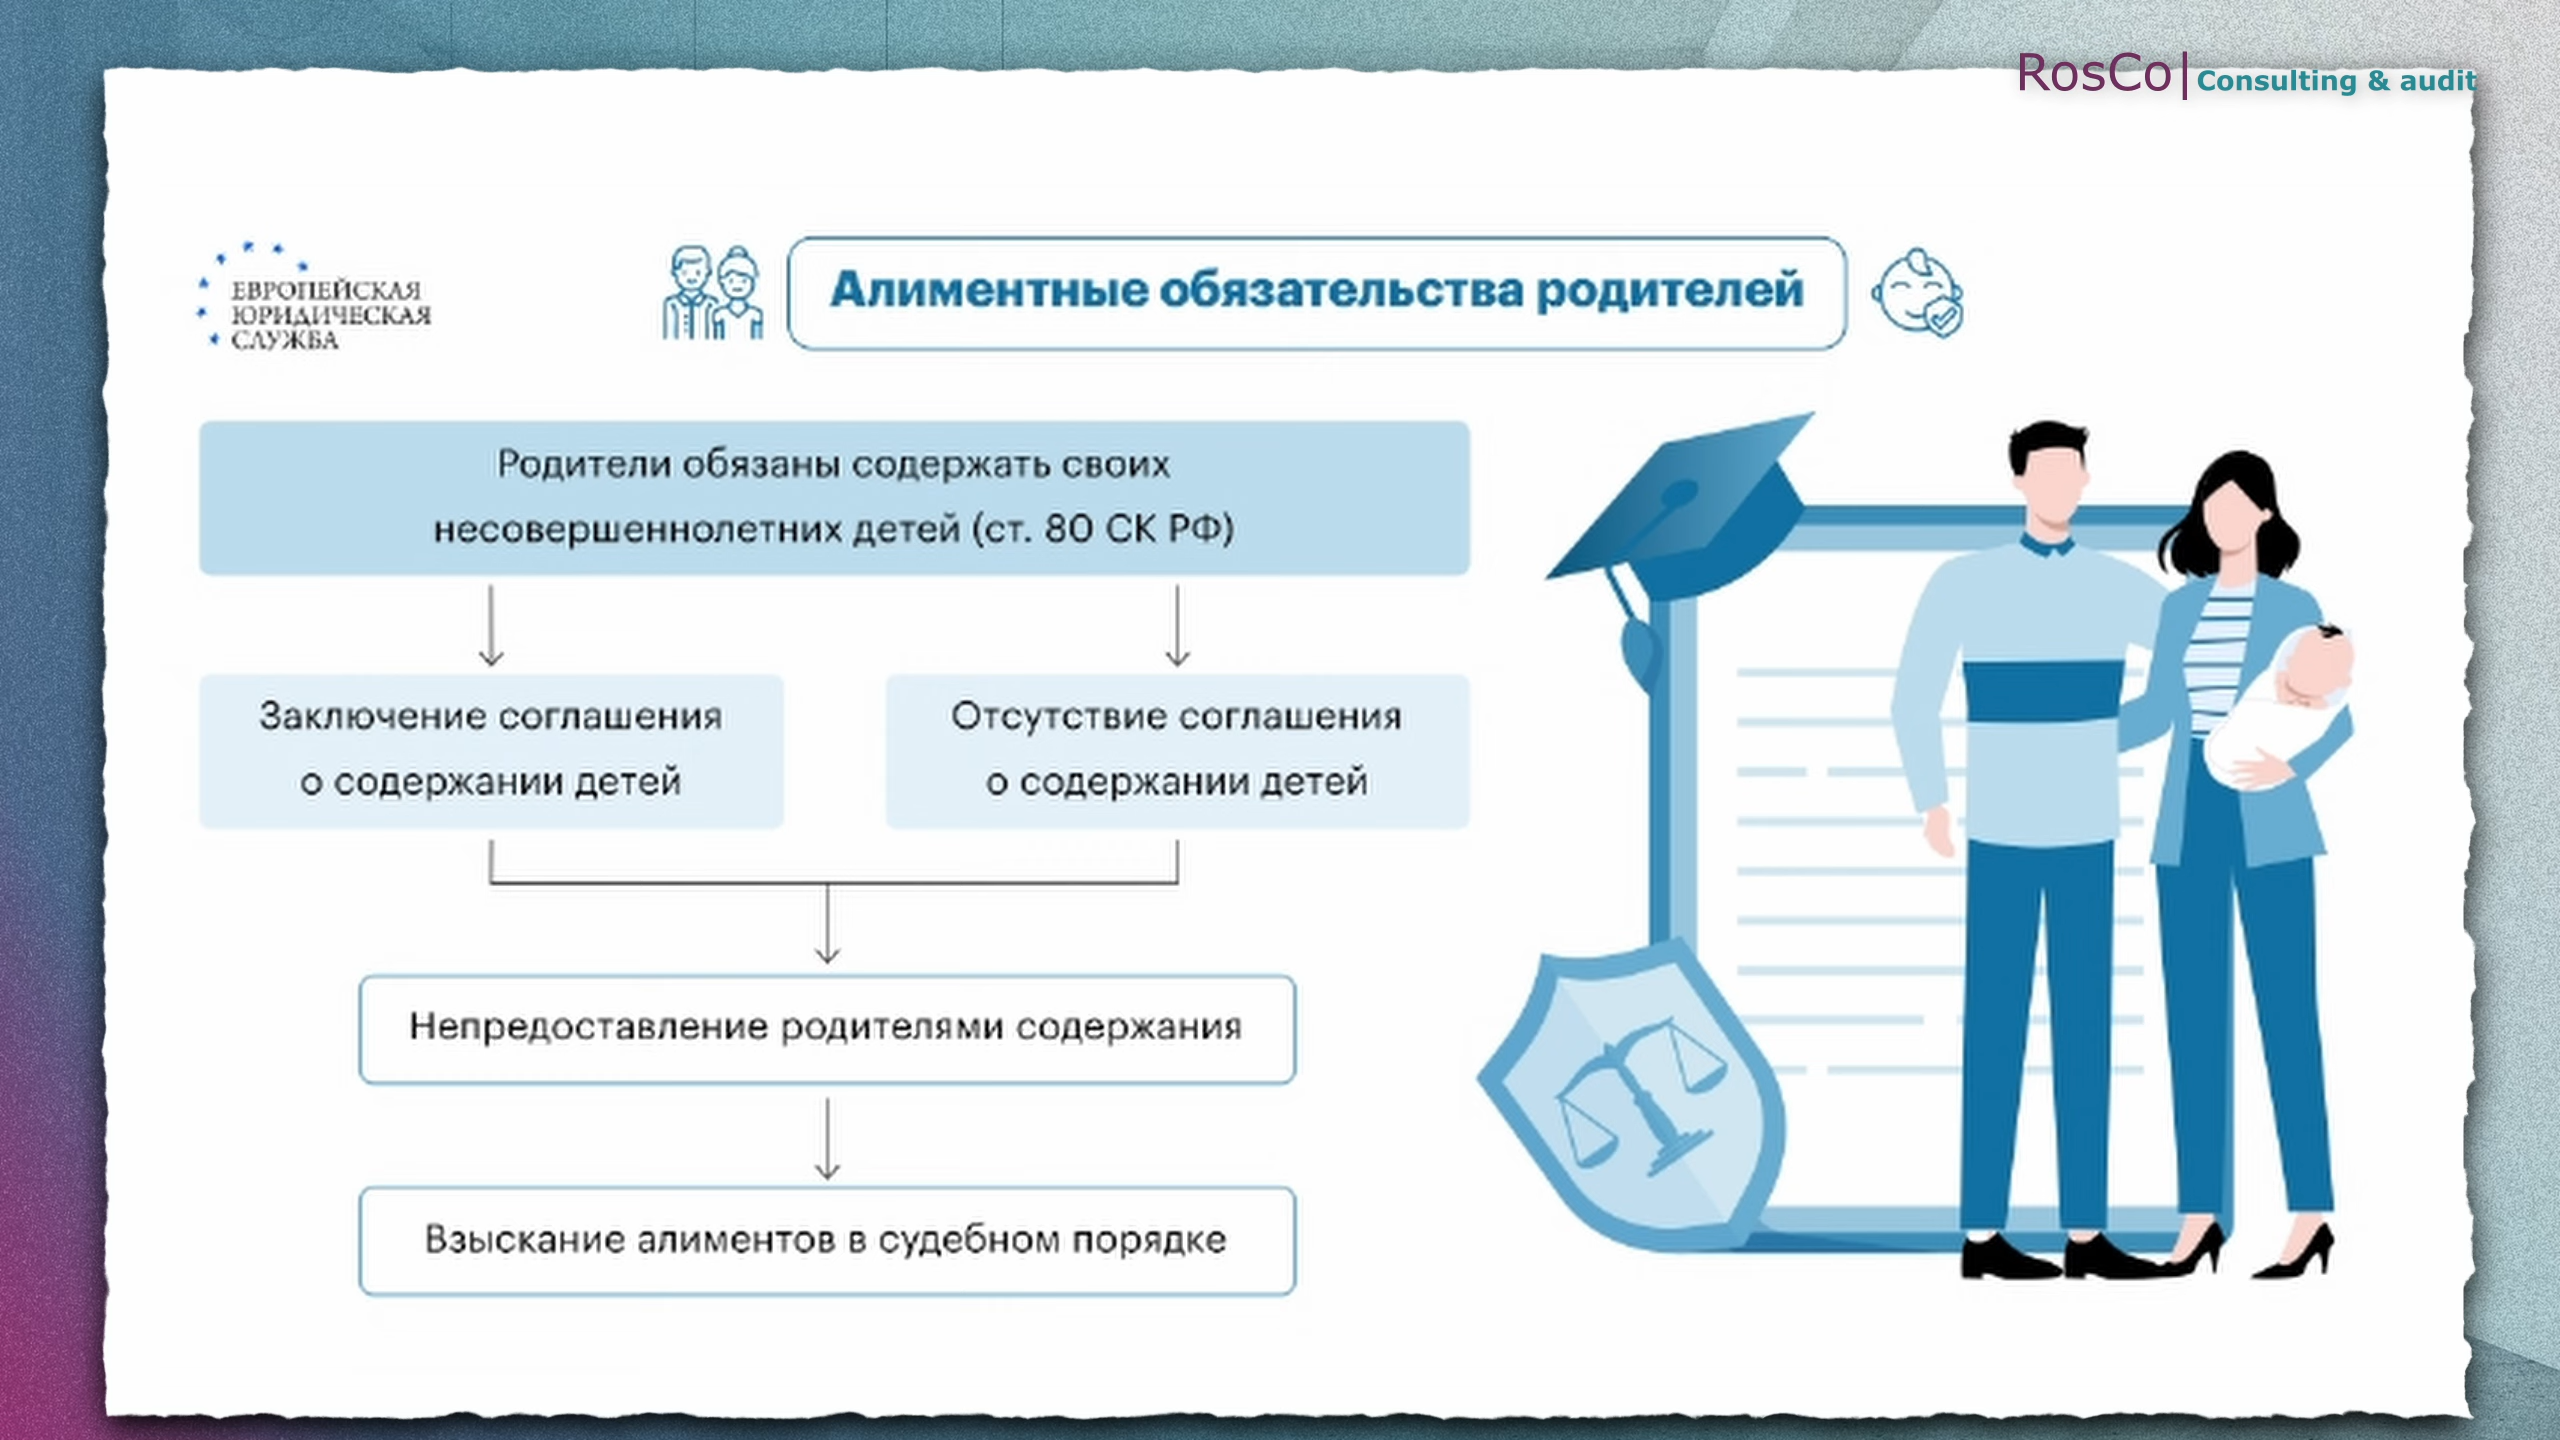 RosCo|Consulting & audit
ЕВРОПЕЙСКАЯ
ЮРИДИЧЕСКАЯ
СЛУЖБА
Алиментные обязательства родителей
Родители обязаны содержать своих
несовершеннолетних детей (ст. 80 СК РФ)
Заключение соглашения
о содержании детей
Отсутствие соглашения
о содержании детей
Непредоставление родителями содержания
Взыскание алиментов в судебном порядке